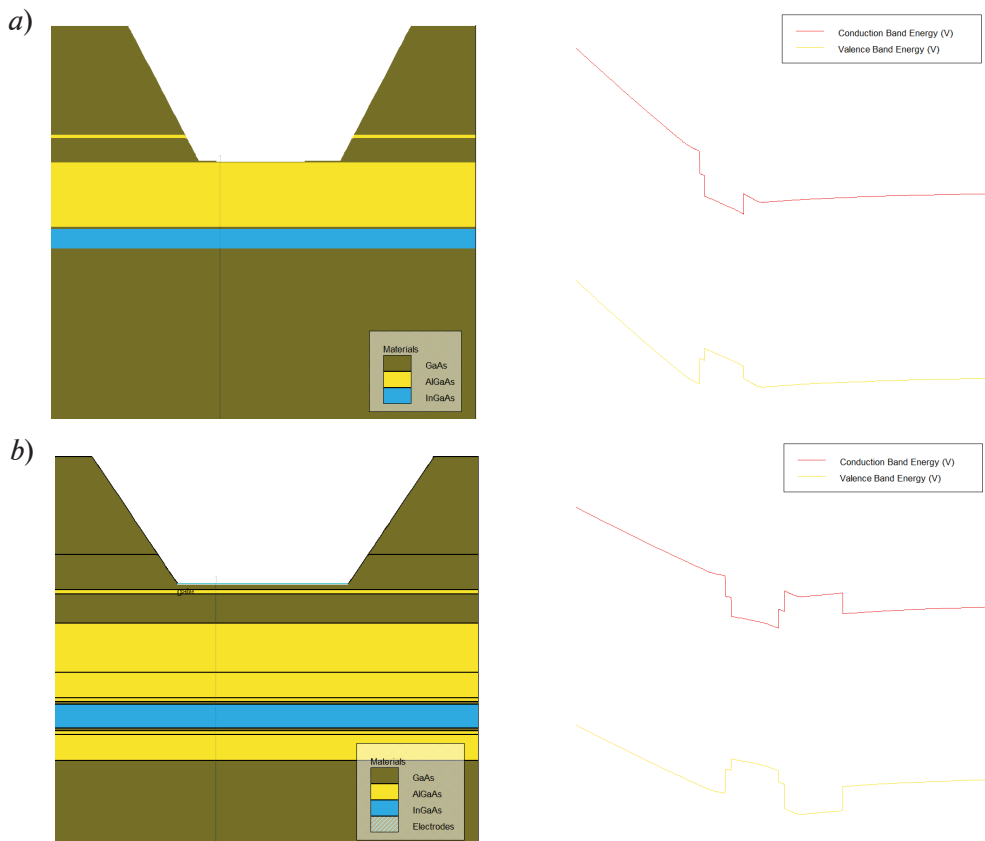 a)
Conduction Band Energy (V)
Valence Band Energy (V)
Materials
GaAs
AlGaAs
InGaAs
b)
Conduction Band Energy (V)
Valence Band Energy (V)
gate
Materials
GaAs
AlGaAs
InGaAs
Electrodes